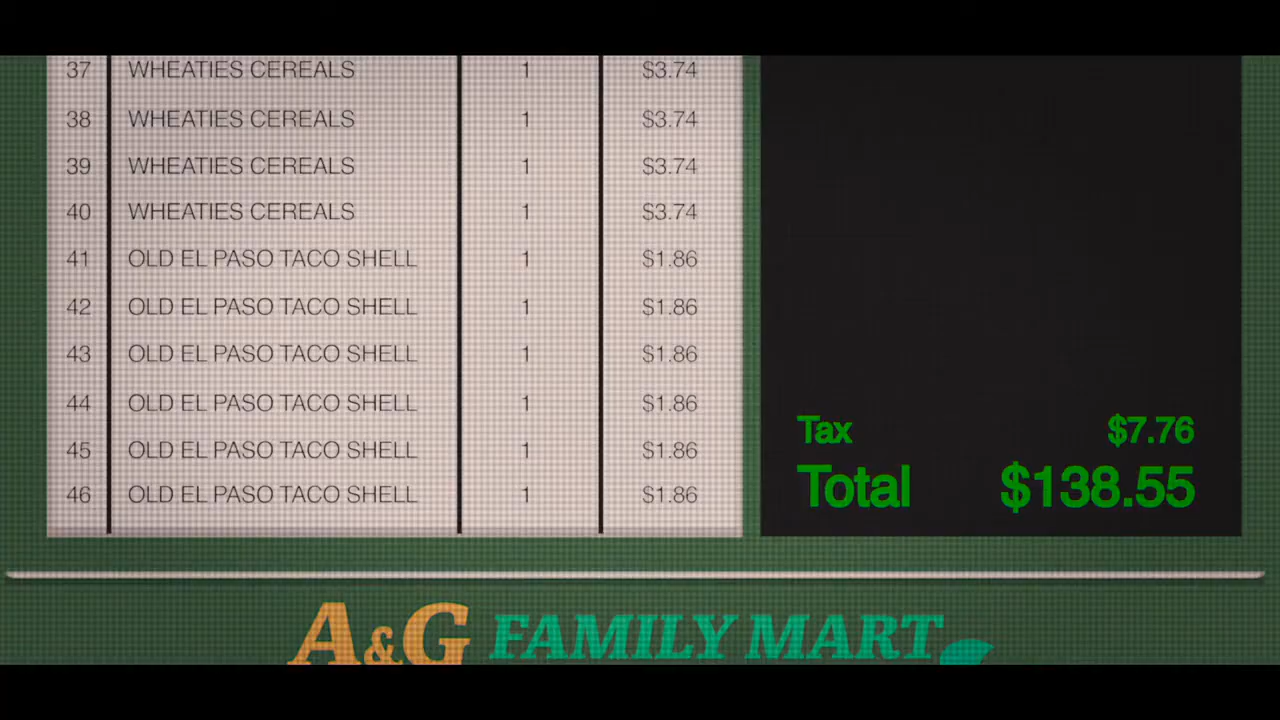 37 WHEATIES CEREALS 1 $3.74
38 WHEATIES CEREALS 1 $3.74
39 WHEATIES CEREALS 1 $3.74
40 WHEATIES CEREALS 1 $3.74
41 OLD EL PASO TACO SHELL 1 $1.86
42 OLD EL PASO TACO SHELL 1 $1.86
43 OLD EL PASO TACO SHELL 1 $1.86
44 OLD EL PASO TACO SHELL 1 $1.86
45 OLD EL PASO TACO SHELL 1 $1.86
46 OLD EL PASO TACO SHELL 1 $1.86
Tax $7.76
Total $138.55
A&G FAMILY MART